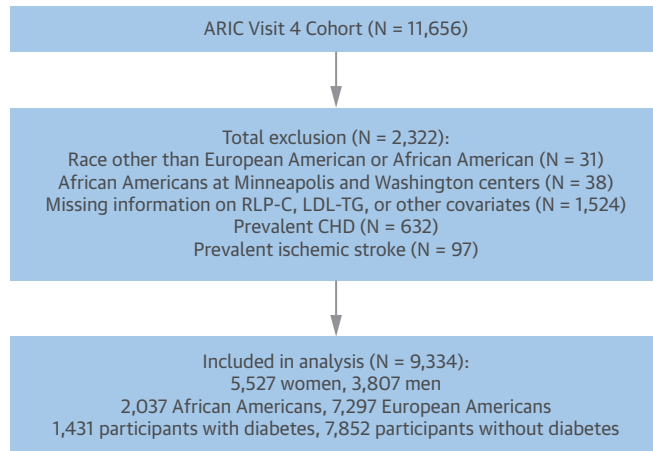 ARIC Visit 4 Cohort (N = 11,656)
Total exclusion (N = 2,322):
Race other than European American or African American (N = 31)
African Americans at Minneapolis and Washington centers (N = 38)
Missing information on RLP-C, LDL-TG, or other covariates (N = 1,524)
Prevalent CHD (N = 632)
Prevalent ischemic stroke (N = 97)
Included in analysis (N = 9,334):
5,527 women, 3,807 men
2,037 African Americans, 7,297 European Americans
1,431 participants with diabetes, 7,852 participants without diabetes